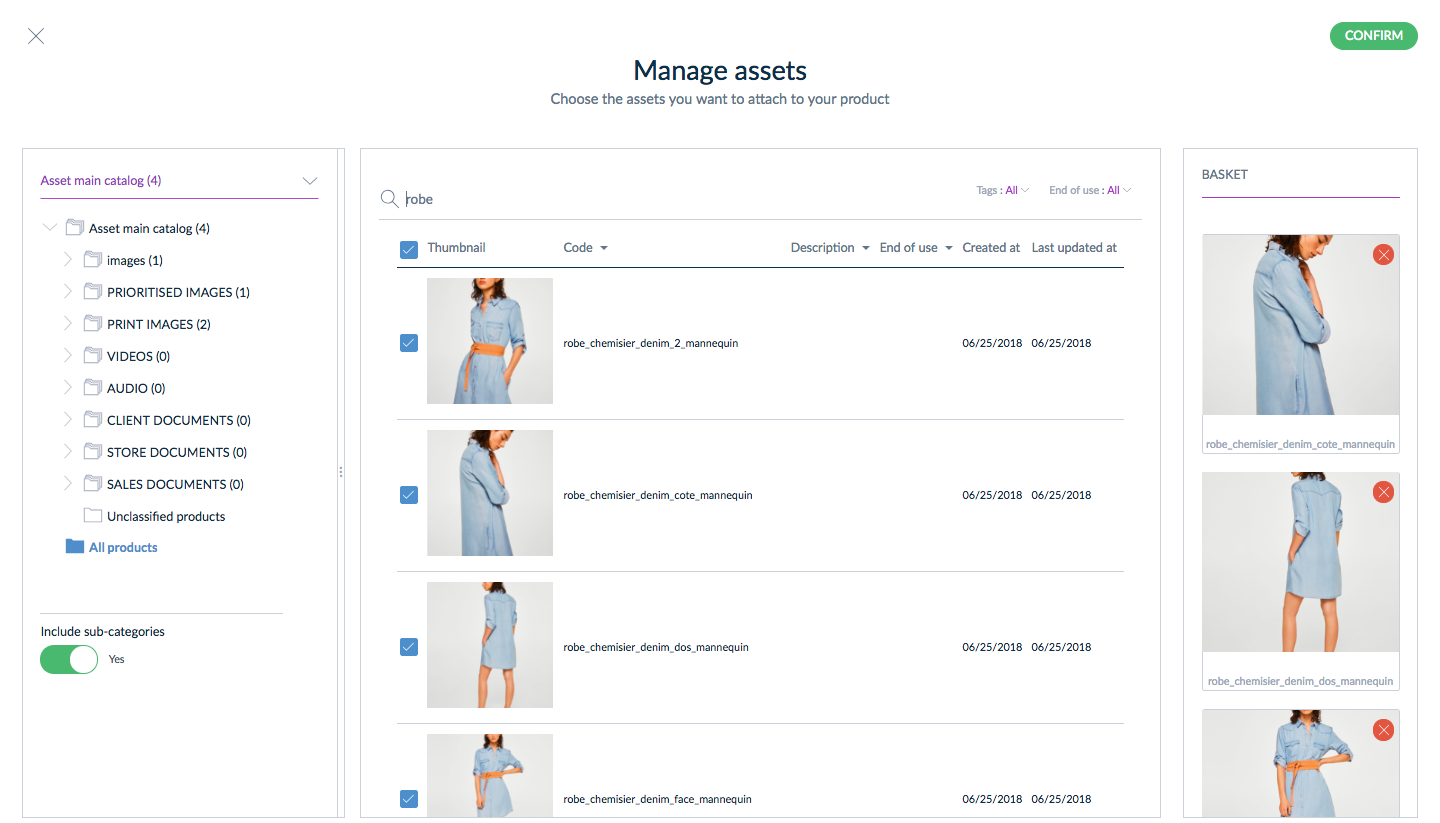 CONFIRM
Manage assets
Choose the assets you want to attach to your product
Asset main catalog (4)
Asset main catalog (4)
images (1)
PRIORITISED IMAGES (1)
PRINT IMAGES (2)
VIDEOS (0)
AUDIO (0)
CLIENT DOCUMENTS (0)
STORE DOCUMENTS (0)
SALES DOCUMENTS (0)
Unclassified products
All products
Include sub-categories
Yes
robe
Tags : All
End of use : All
Thumbnail Code Description End of use Created at Last updated at
robe_chemisier_denim_2_mannequin 06/25/2018 06/25/2018
robe_chemisier_denim_cote_mannequin 06/25/2018 06/25/2018
robe_chemisier_denim_dos_mannequin 06/25/2018 06/25/2018
robe_chemisier_denim_face_mannequin 06/25/2018 06/25/2018
BASKET
robe_chemisier_denim_cote_mannequin
robe_chemisier_denim_dos_mannequin